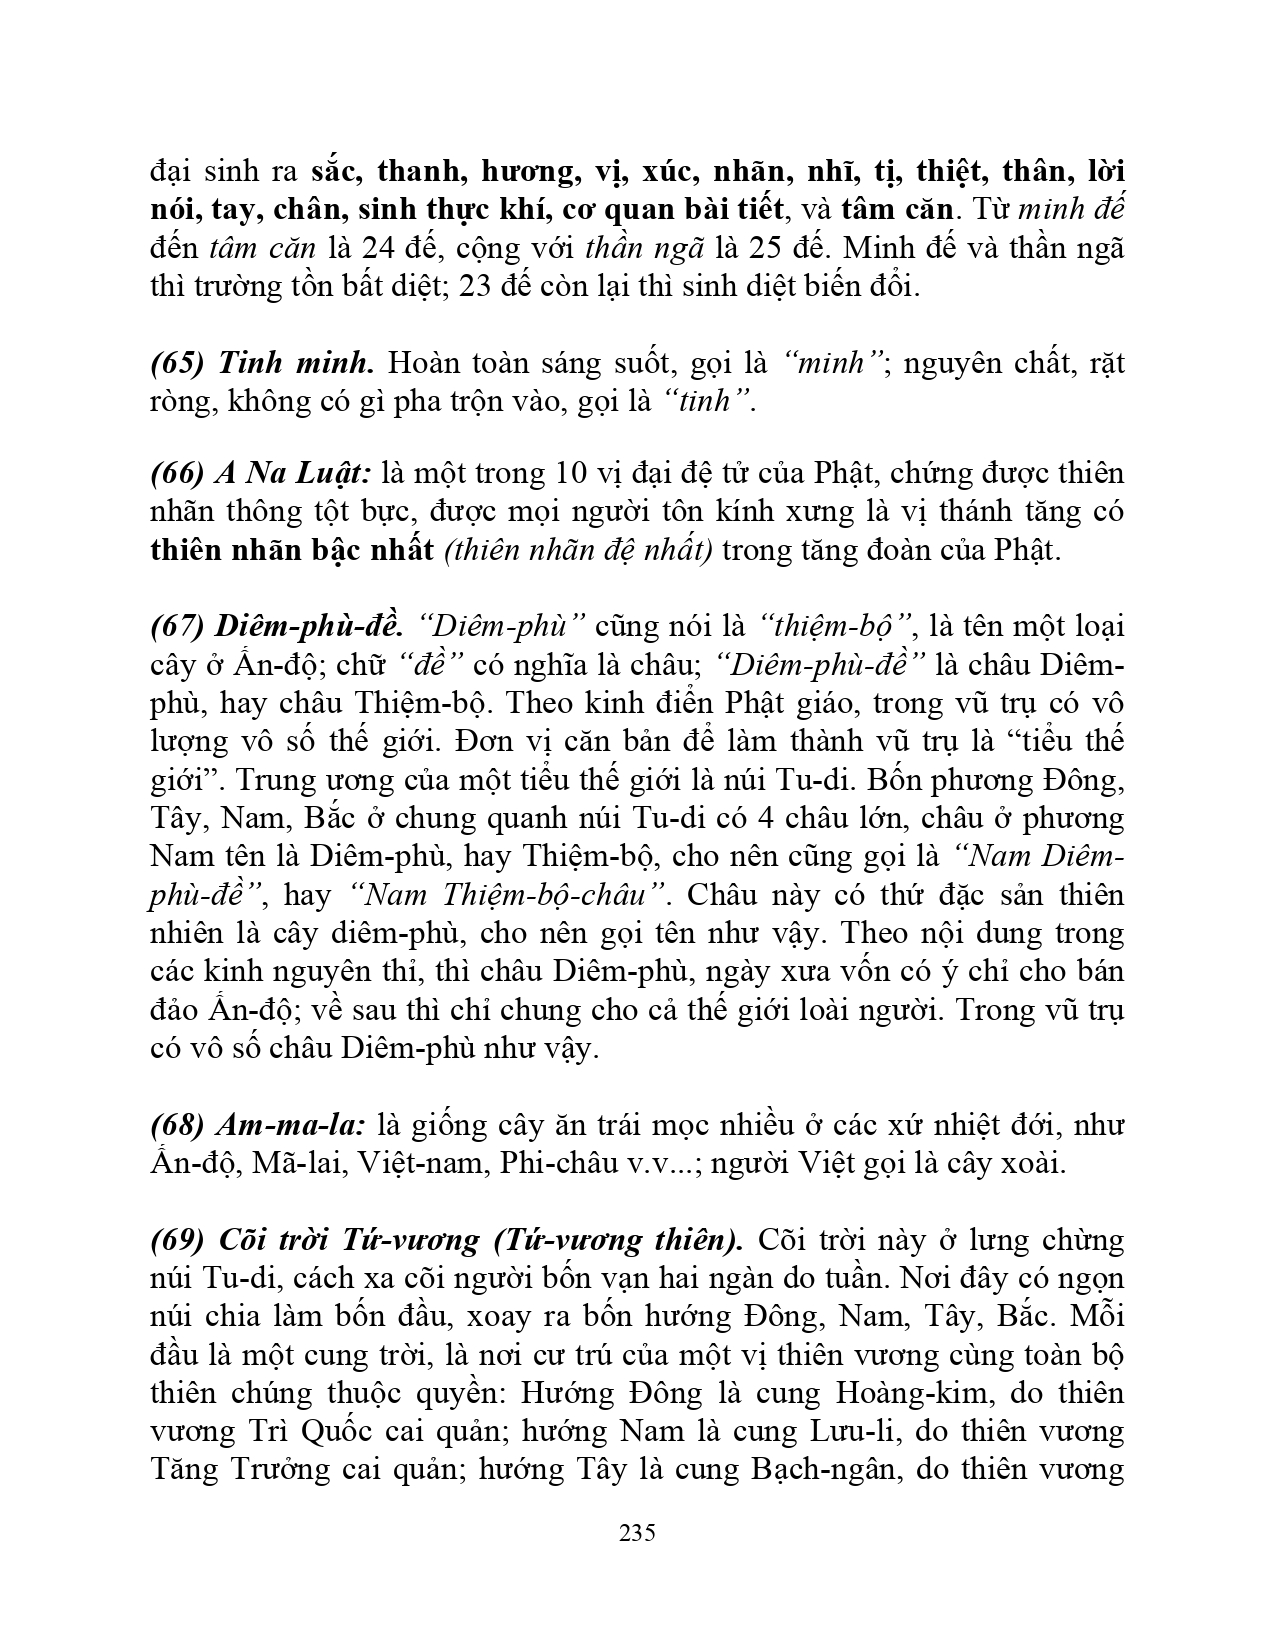 đại sinh ra sắc, thanh, hương, vị, xúc, nhãn, nhĩ, tị, thiệt, thân, lời
nói, tay, chân, sinh thực khí, cơ quan bài tiết, và tâm căn. Từ minh đế
đến tâm căn là 24 đế, cộng với thần ngã là 25 đế. Minh đế và thần ngã
thì trường tồn bất diệt; 23 đế còn lại thì sinh diệt biến đổi.
(65) Tinh minh. Hoàn toàn sáng suốt, gọi là “minh”; nguyên chất, rặt
ròng, không có gì pha trộn vào, gọi là “tinh”.
(66) A Na Luật: là một trong 10 vị đại đệ tử của Phật, chứng được thiên
nhãn thông tột bực, được mọi người tôn kính xưng là vị thánh tăng có
thiên nhãn bậc nhất (thiên nhãn đệ nhất) trong tăng đoàn của Phật.
(67) Diêm-phù-đề. “Diêm-phù” cũng nói là “thiệm-bộ”, là tên một loại
cây ở Ấn-độ; chữ “đề” có nghĩa là châu; “Diêm-phù-đề” là châu Diêm-
phù, hay châu Thiệm-bộ. Theo kinh điển Phật giáo, trong vũ trụ có vô
lượng vô số thế giới. Đơn vị căn bản để làm thành vũ trụ là “tiểu thế
giới”. Trung ương của một tiểu thế giới là núi Tu-di. Bốn phương Đông,
Tây, Nam, Bắc ở chung quanh núi Tu-di có 4 châu lớn, châu ở phương
Nam tên là Diêm-phù, hay Thiệm-bộ, cho nên cũng gọi là “Nam Diêm-
phù-đề”, hay “Nam Thiệm-bộ-châu”. Châu này có thứ đặc sản thiên
nhiên là cây diêm-phù, cho nên gọi tên như vậy. Theo nội dung trong
các kinh nguyên thỉ, thì châu Diêm-phù, ngày xưa vốn có ý chỉ cho bán
đảo Ấn-độ; về sau thì chỉ chung cho cả thế giới loài người. Trong vũ trụ
có vô số châu Diêm-phù như vậy.
(68) Am-ma-la: là giống cây ăn trái mọc nhiều ở các xứ nhiệt đới, như
Ấn-độ, Mã-lai, Việt-nam, Phi-châu v.v...; người Việt gọi là cây xoài.
(69) Cõi trời Tứ-vương (Tứ-vương thiên). Cõi trời này ở lưng chừng
núi Tu-di, cách xa cõi người bốn vạn hai ngàn do tuần. Nơi đây có ngọn
núi chia làm bốn đầu, xoay ra bốn hướng Đông, Nam, Tây, Bắc. Mỗi
đầu là một cung trời, là nơi cư trú của một vị thiên vương cùng toàn bộ
thiên chúng thuộc quyền: Hướng Đông là cung Hoàng-kim, do thiên
vương Trì Quốc cai quản; hướng Nam là cung Lưu-li, do thiên vương
Tăng Trưởng cai quản; hướng Tây là cung Bạch-ngân, do thiên vương
235